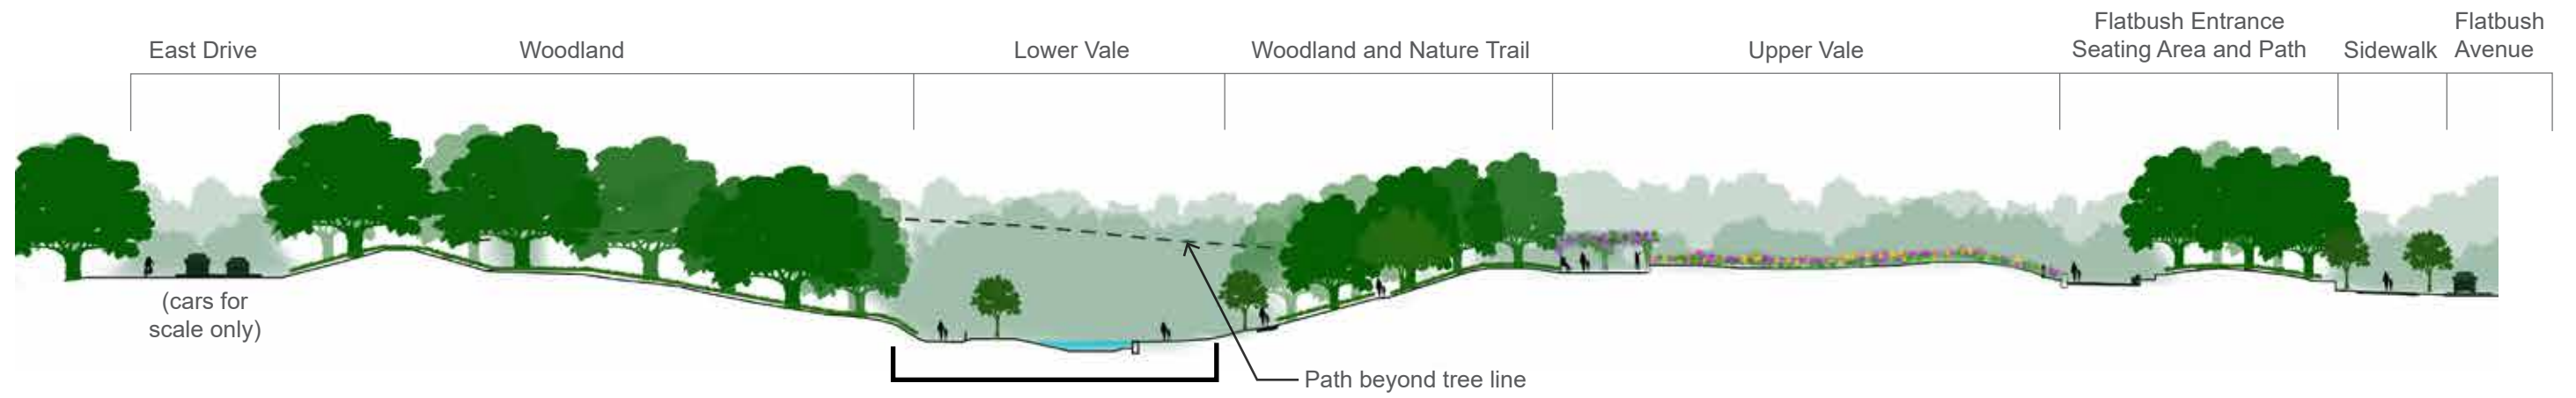 East Drive
Woodland
Lower Vale
Woodland and Nature Trail
Upper Vale
Flatbush Entrance
Seating Area and Path
Sidewalk
Flatbush
Avenue
(cars for
scale only)
Path beyond tree line